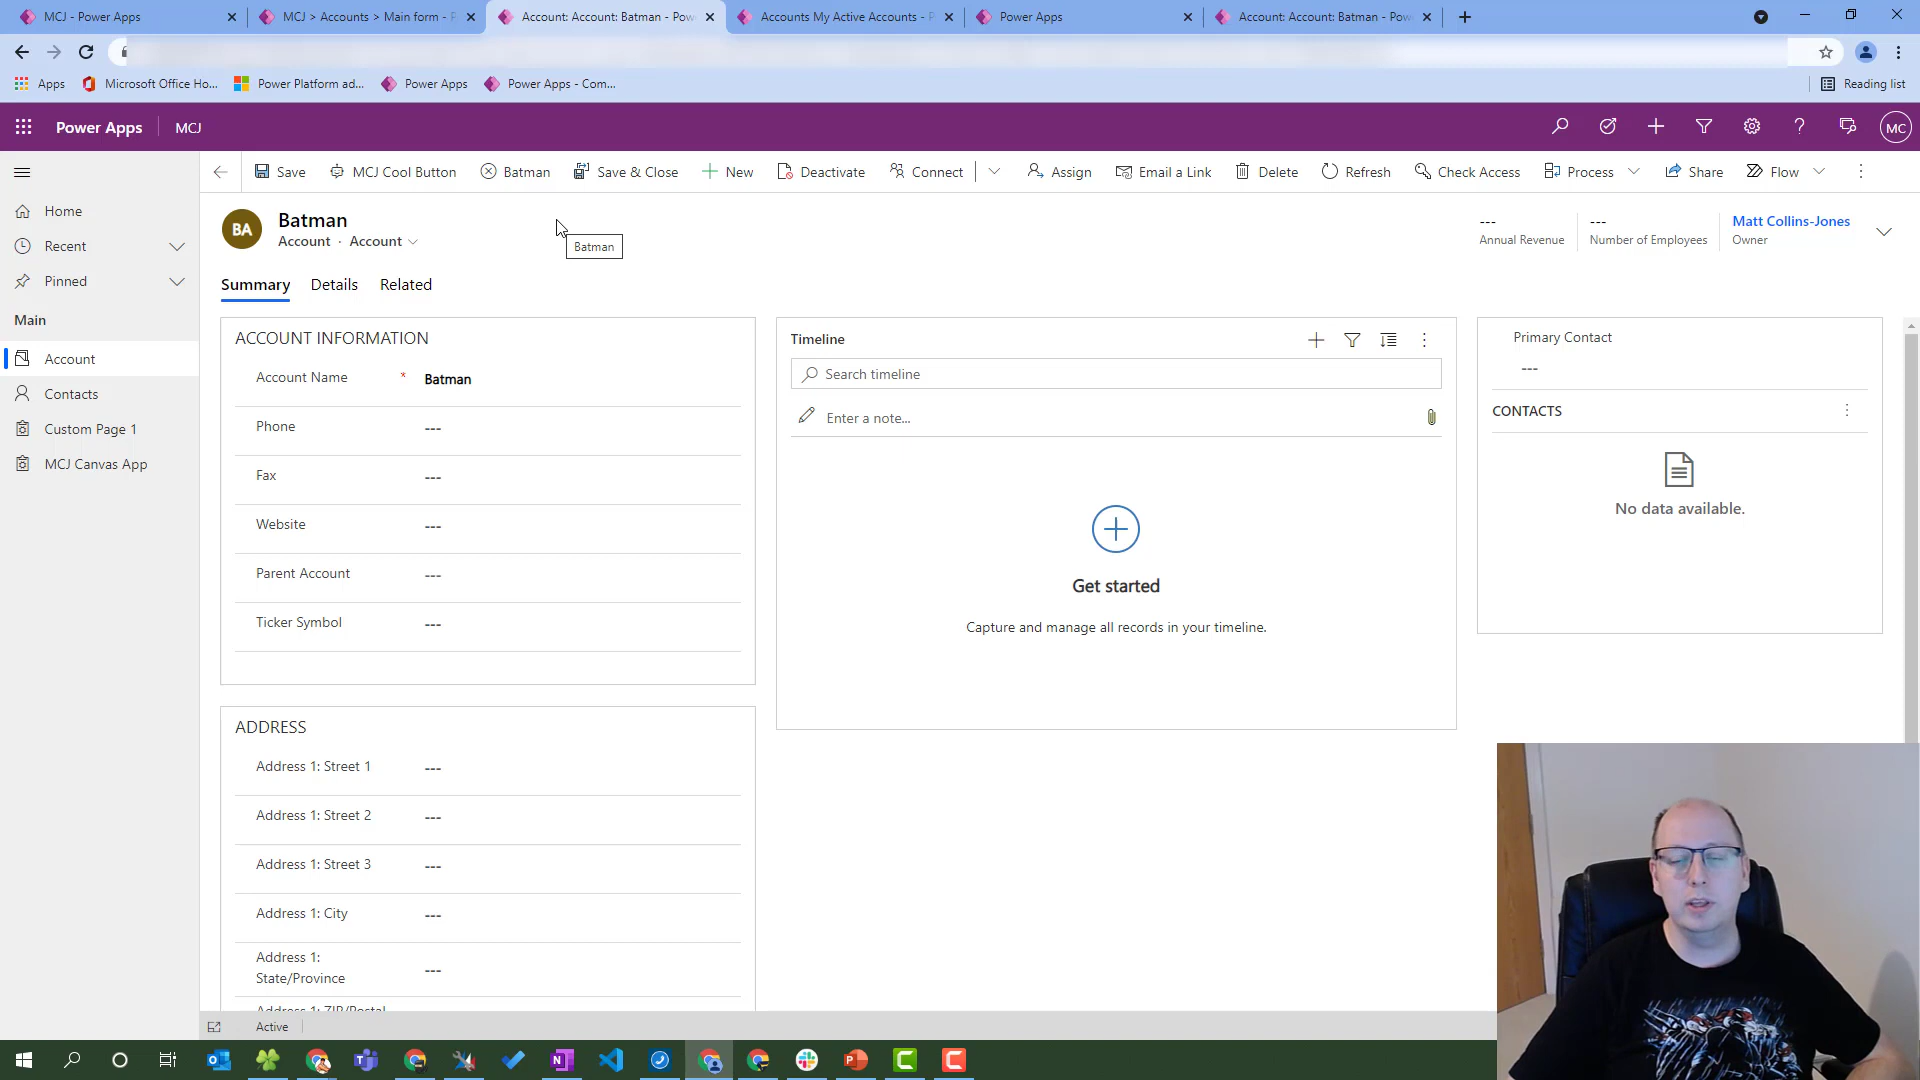 MCJ - Power Apps
MCJ > Accounts > Main form - P
Account: Account: Batman - Pow
Accounts My Active Accounts - P
Power Apps
Account: Account: Batman - Pow
Apps
Microsoft Office Ho...
Power Platform ad...
Power Apps
Power Apps - Com...
Reading list
Power Apps
MCJ
MC
Save
MCJ Cool Button
Batman
Save & Close
New
Deactivate
Connect
Assign
Email a Link
Delete
Refresh
Check Access
Process
Share
Flow
Home
Recent
Pinned
Main
Account
Contacts
Custom Page 1
MCJ Canvas App
BA
Batman
Account · Account
Batman
---
Annual Revenue
---
Number of Employees
Matt Collins-Jones
Owner
Summary
Details
Related
ACCOUNT INFORMATION
Account Name * Batman
Phone ---
Fax ---
Website ---
Parent Account ---
Ticker Symbol ---
ADDRESS
Address 1: Street 1 ---
Address 1: Street 2 ---
Address 1: Street 3 ---
Address 1: City ---
Address 1:
State/Province ---
Address 1: ZIP/Postal
Timeline
Search timeline
Enter a note...
Get started
Capture and manage all records in your timeline.
Primary Contact
---
CONTACTS
No data available.
Active